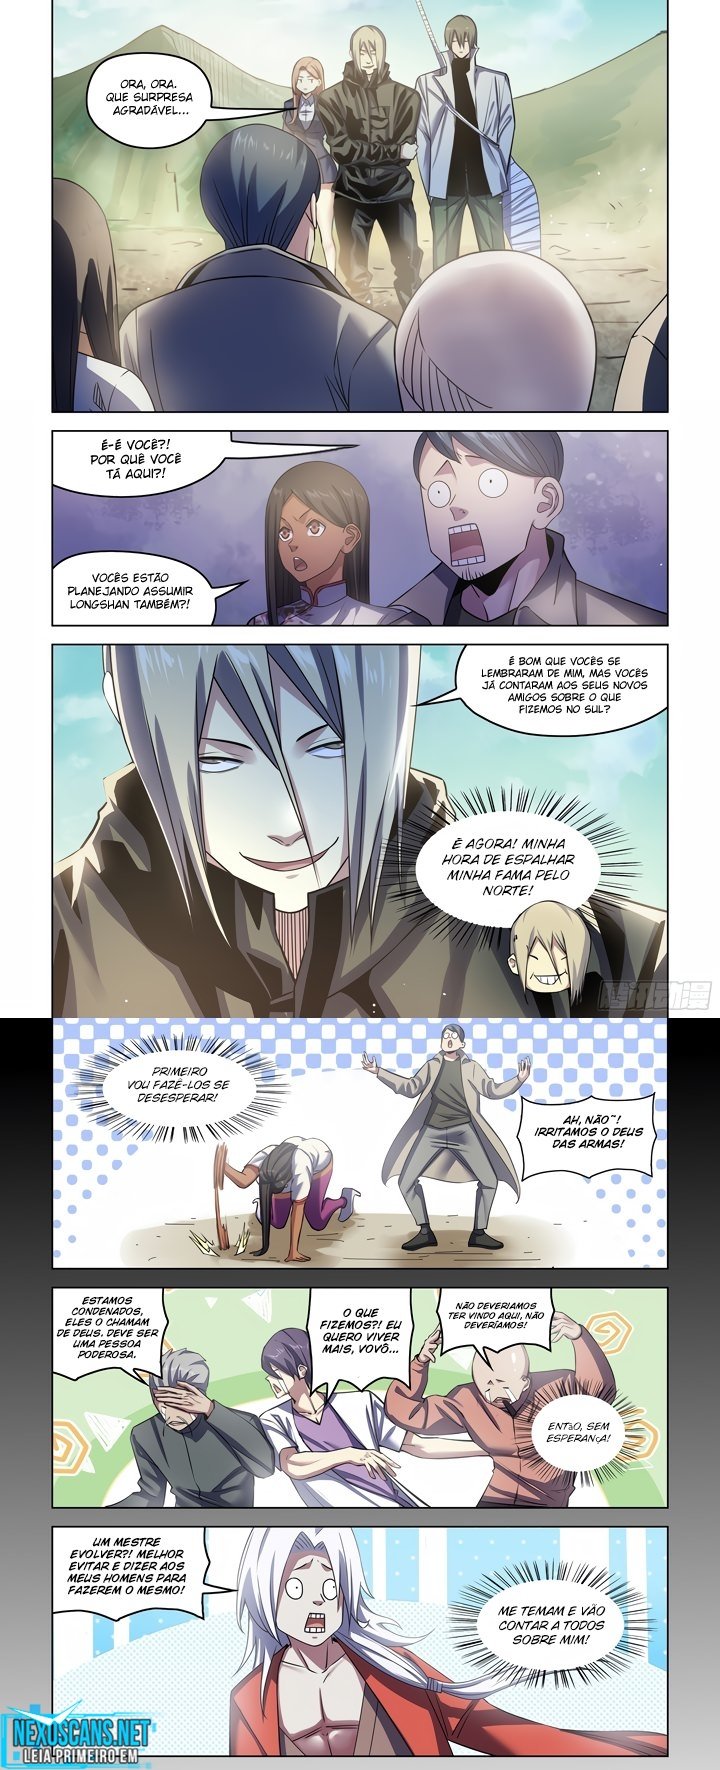 ORA, ORA.
QUE SURPRESA
AGRADÁVEL...
É-É VOCÊ?!
POR QUÊ VOCÊ
TÁ AQUI?!
VOCÊS ESTÃO
PLANEJANDO ASSUMIR
LONGSHAN TAMBÉM?!
É BOM QUE VOCÊS SE
LEMBRARAM DE MIM, MAS VOCÊS
JÁ CONTARAM AOS SEUS NOVOS
AMIGOS SOBRE O QUE
FIZEMOS NO SUL?
É AGORA! MINHA
HORA DE ESPALHAR
MINHA FAMA PELO
NORTE!
PRIMEIRO
VOU FAZÊ-LOS SE
DESESPERAR!
AH, NÃO~!
IRRITAMOS O DEUS
DAS ARMAS!
ESTAMOS
CONDENADOS,
ELES O CHAMAM
DE DEUS. DEVE SER
UMA PESSOA
PODEROSA.
O QUE
FIZEMOS?! EU
QUERO VIVER
MAIS, VOVÔ...
NÃO DEVERIAMOS
TER VINDO AQUI, NÃO
DEVERÍAMOS!
ENTÃO, SEM
ESPERANÇA!
UM MESTRE
EVOLVER?! MELHOR
EVITAR E DIZER AOS
MEUS HOMENS PARA
FAZEREM O MESMO!
ME TEMAM E VÃO
CONTAR A TODOS
SOBRE MIM!
NEXOSCANS.NET
LEIA PRIMEIRO EM